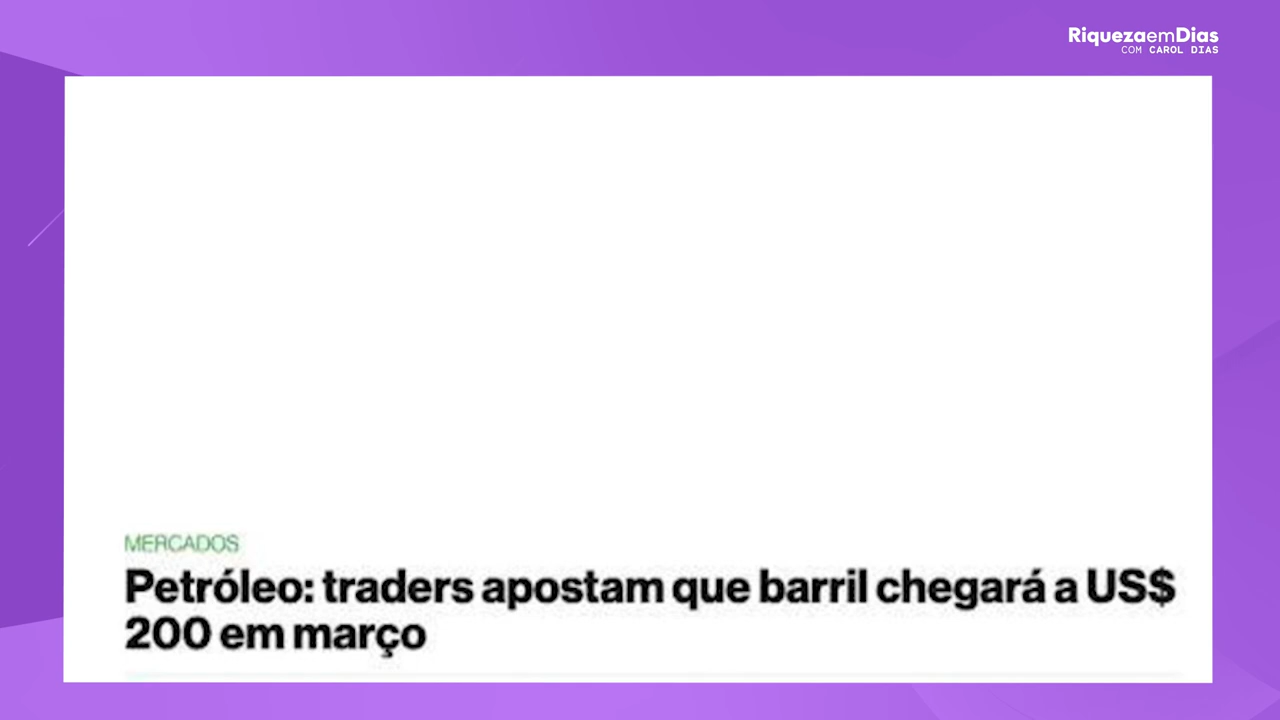 RiquezaemDias
COM CAROL DIAS
MERCADOS
Petróleo: traders apostam que barril chegará a US$
200 em março